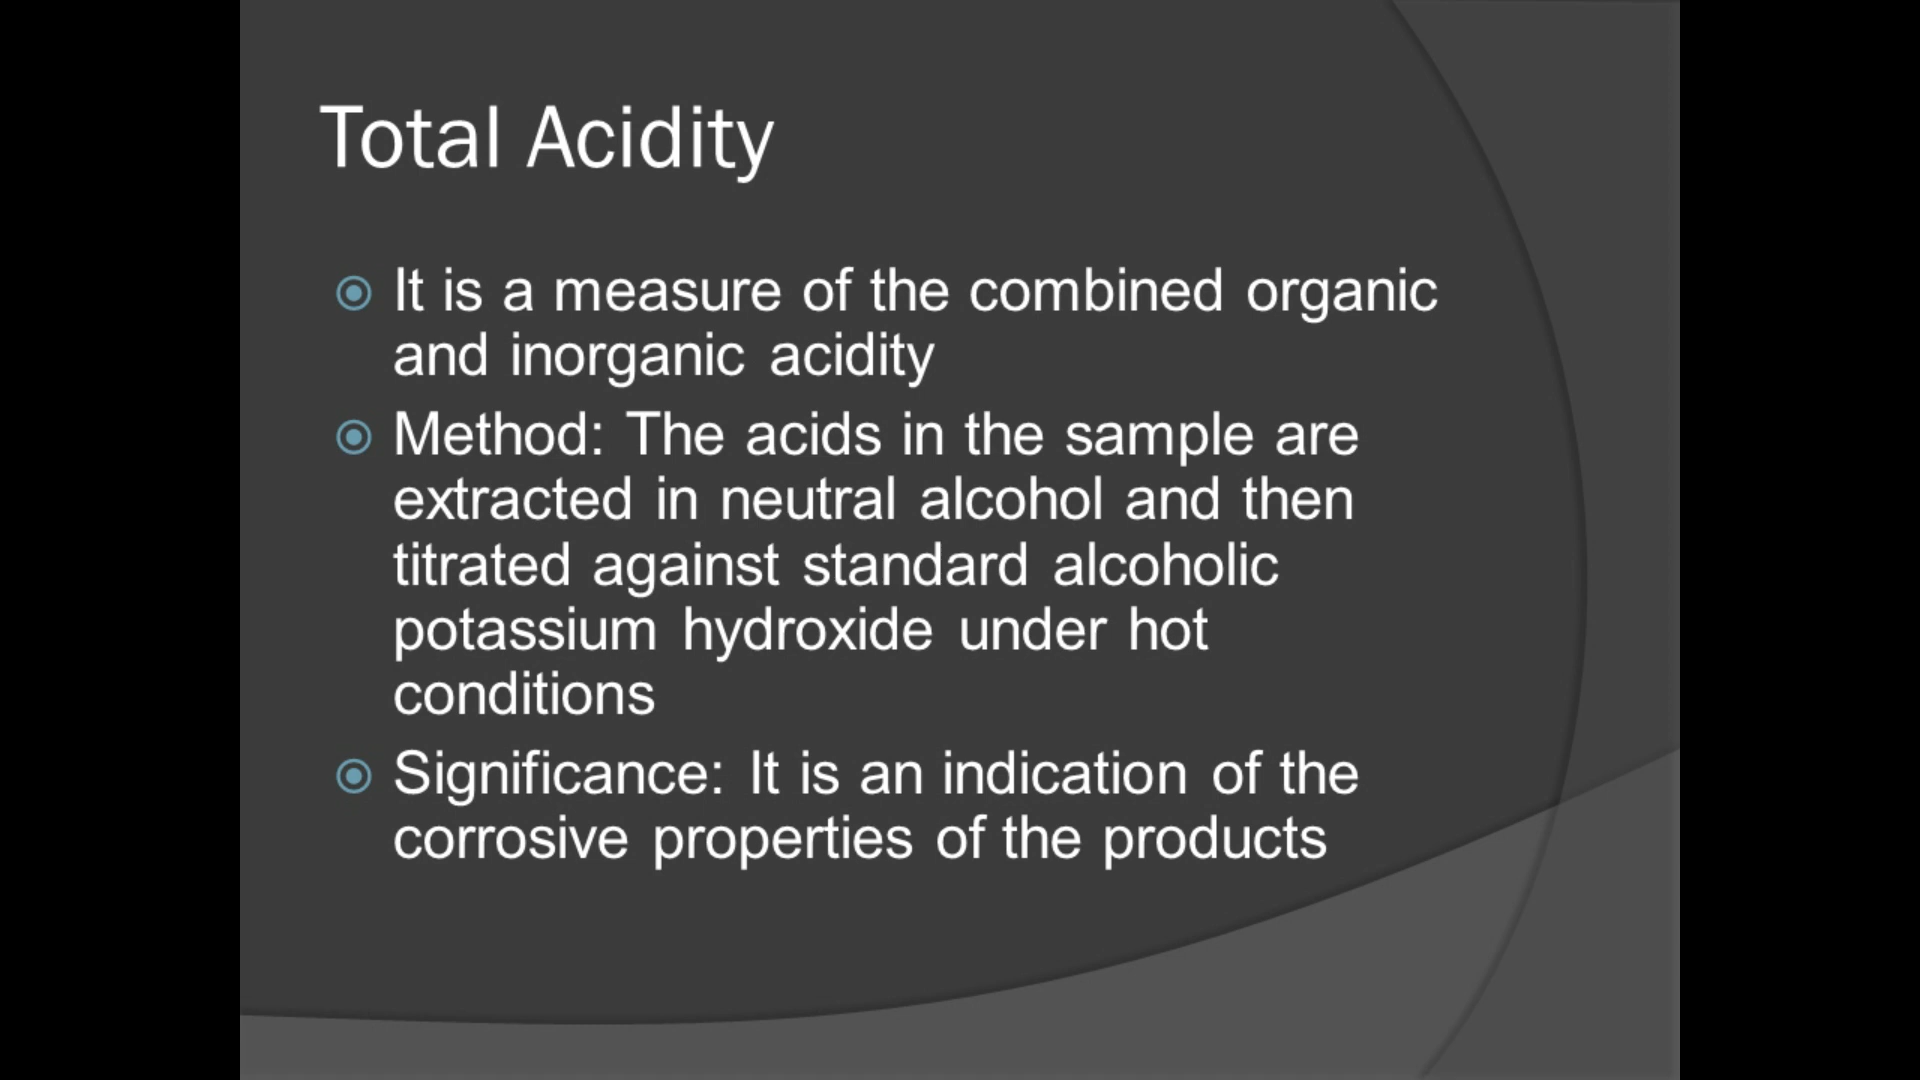 Total Acidity
It is a measure of the combined organic
and inorganic acidity
Method: The acids in the sample are
extracted in neutral alcohol and then
titrated against standard alcoholic
potassium hydroxide under hot
conditions
Significance: It is an indication of the
corrosive properties of the products